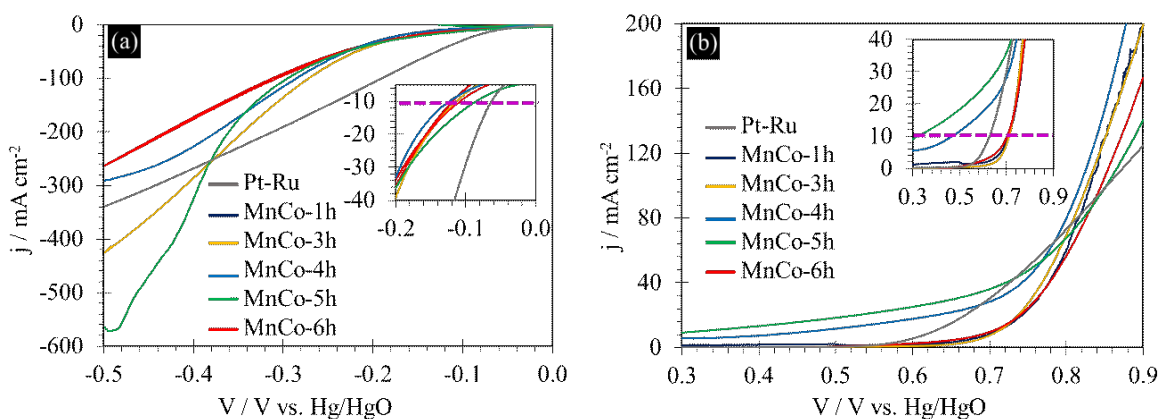 (a)
0
-100
-200
-300
-400
-500
-600
j / mA cm-2
-0.5 -0.4 -0.3 -0.2 -0.1 0.0
V / V vs. Hg/HgO
Pt-Ru
MnCo-1h
MnCo-3h
MnCo-4h
MnCo-5h
MnCo-6h
-10
-20
-30
-40
-0.2 -0.1 0.0
(b)
200
160
120
80
40
0
j / mA cm-2
0.3 0.4 0.5 0.6 0.7 0.8 0.9
V / V vs. Hg/HgO
Pt-Ru
MnCo-1h
MnCo-3h
MnCo-4h
MnCo-5h
MnCo-6h
40
30
20
10
0
0.3 0.5 0.7 0.9